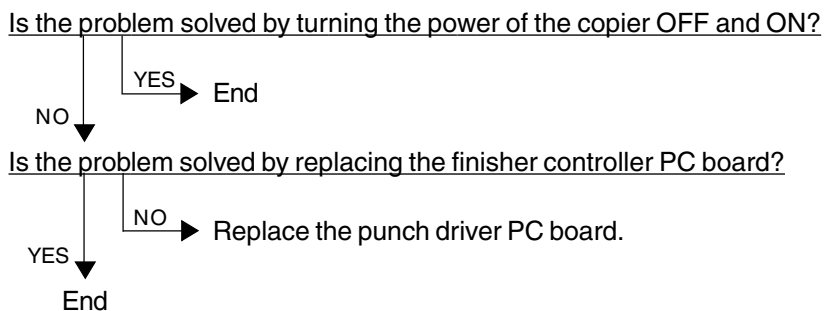 Is the problem solved by turning the power of the copier OFF and ON?
YES
End
NO
Is the problem solved by replacing the finisher controller PC board?
NO
Replace the punch driver PC board.
YES
End